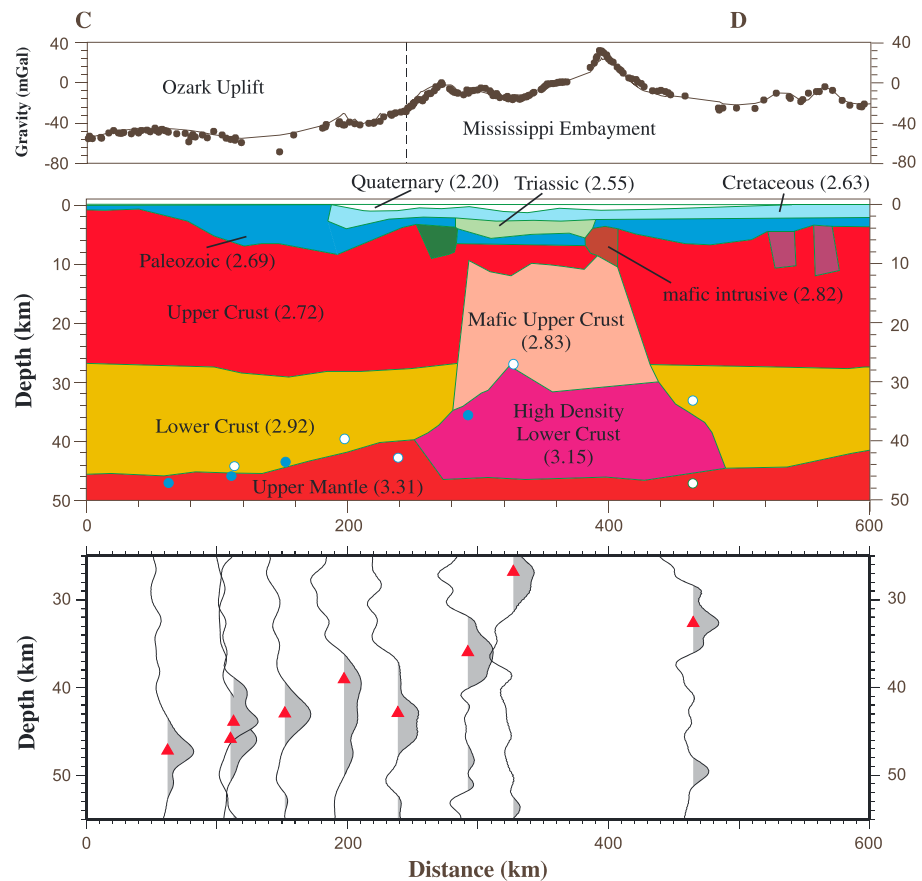 C D
40 40
0 0
-40 -40
-80 -80
Gravity (mGal)
Ozark Uplift
Mississippi Embayment
Quaternary (2.20) Triassic (2.55) Cretaceous (2.63)
0 0
10 10
20 20
30 30
40 40
50 50
Depth (km)
Paleozoic (2.69)
mafic intrusive (2.82)
Upper Crust (2.72)
Mafic Upper Crust
(2.83)
High Density
Lower Crust
(3.15)
Lower Crust (2.92)
Upper Mantle (3.31)
0 200 400 600
30 30
40 40
50 50
Depth (km)
0 200 400 600
Distance (km)